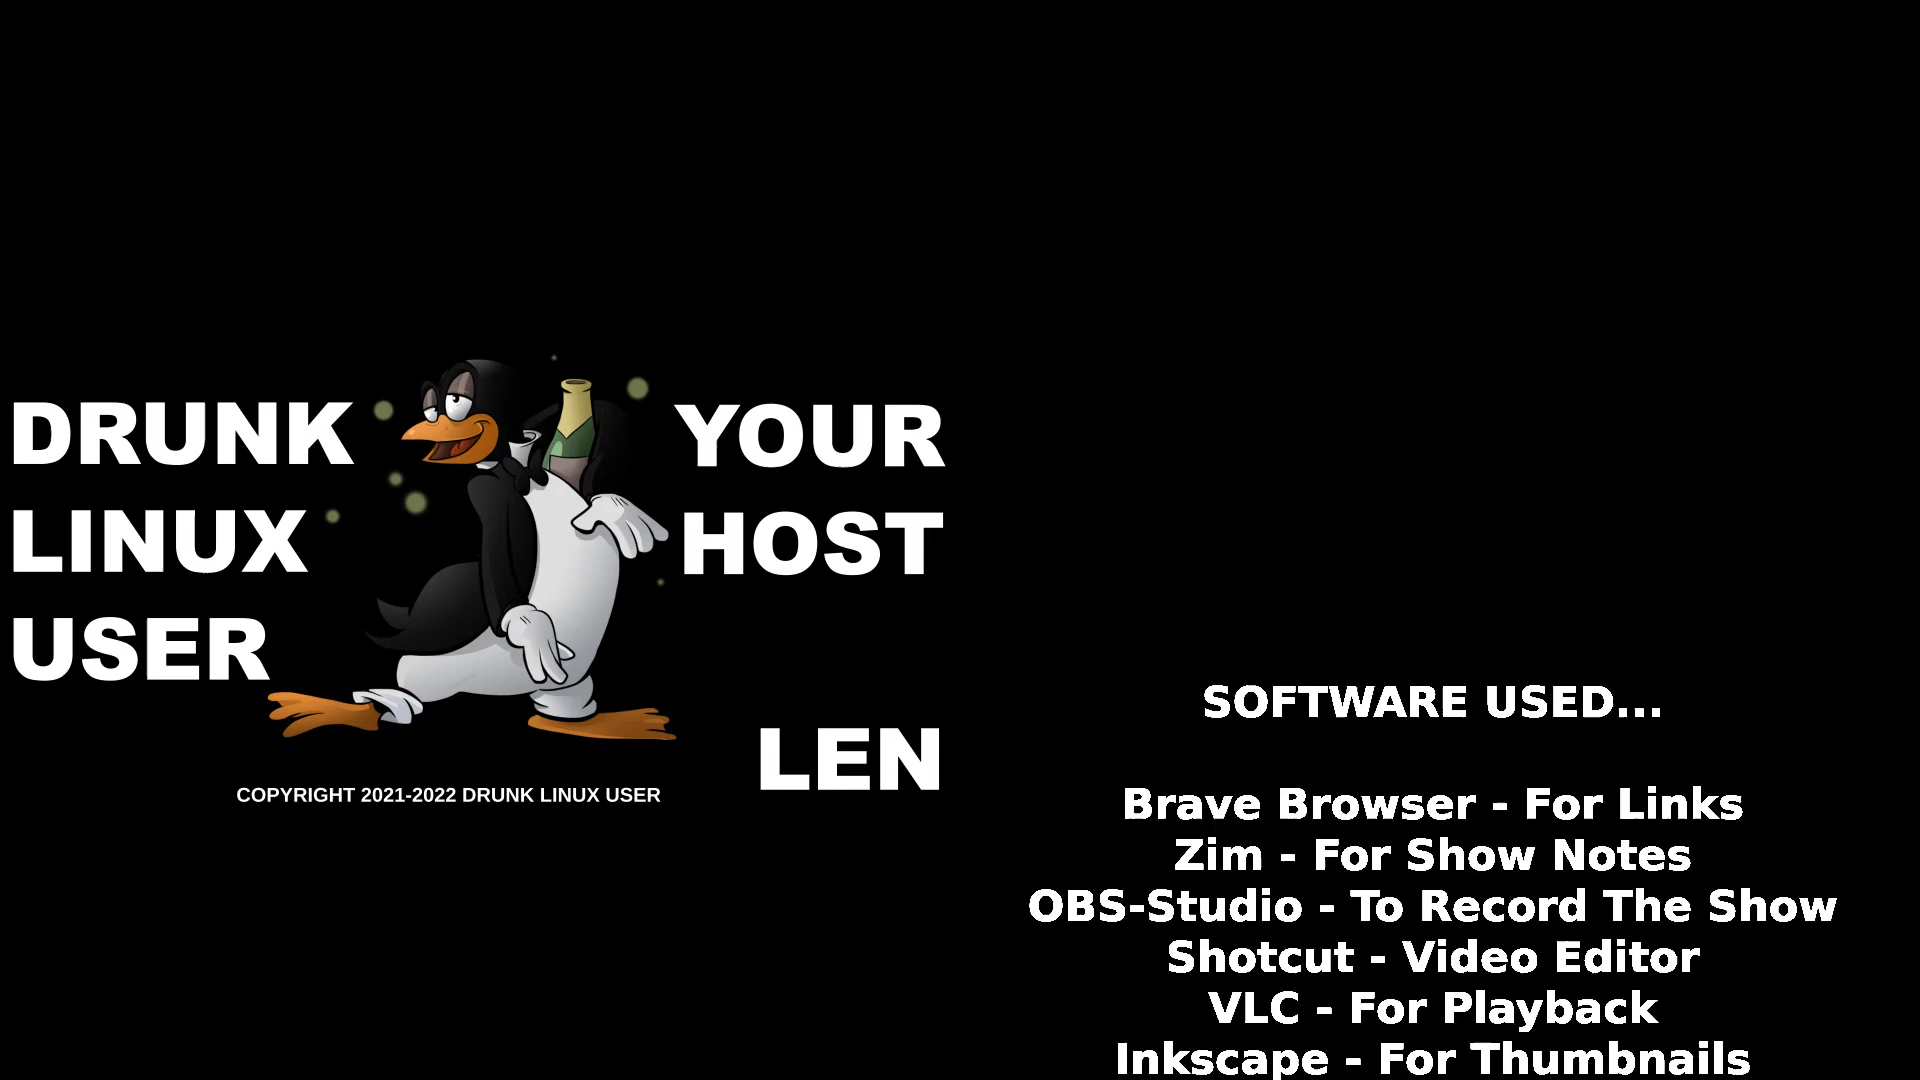 DRUNK
LINUX
USER
YOUR
HOST
LEN
COPYRIGHT 2021-2022 DRUNK LINUX USER
SOFTWARE USED...
Brave Browser - For Links
Zim - For Show Notes
OBS-Studio - To Record The Show
Shotcut - Video Editor
VLC - For Playback
Inkscape - For Thumbnails